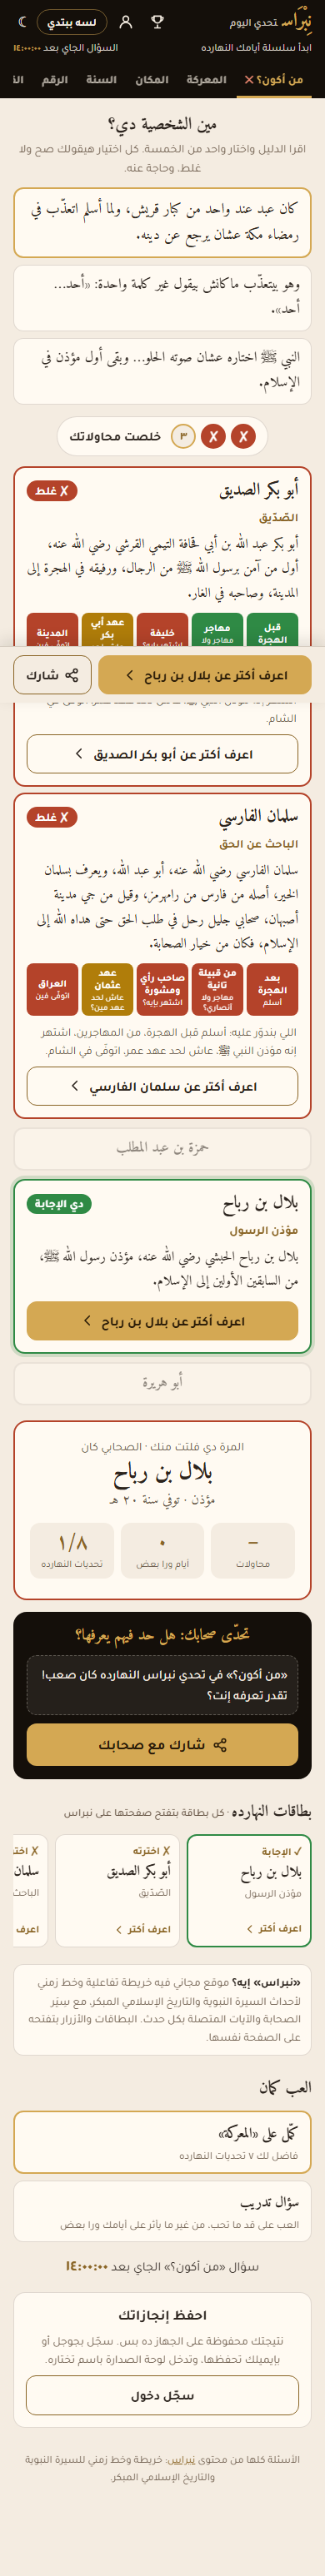 نِبْرَاس تحدي اليوم
لسه ببتدي
ابدأ سلسلة أيامك النهارده
السؤال الجاي بعد ١٤:٠٠:٠٠
من أكون؟ ✕
المعركة
المكان
السنة
الرقم
مين الشخصية دي؟
اقرا الدليل واختار واحد من الخمسة. كل اختيار هيقولك صح ولا
غلط، وحاجة عنه.
كان عبد عند واحد من كبار قريش، ولما أسلم اتعذّب في
رمضاء مكة عشان يرجع عن دينه.
وهو بيتعذّب ماكانش بيقول غير كلمة واحدة: «أحد…
أحد».
النبي ﷺ اختاره عشان صوته الحلو… وبقى أول مؤذن في
الإسلام.
✗ ✗ ٣ خلصت محاولاتك
أبو بكر الصديق
✗ غلط
الصّدّيق
أبو بكر عبد الله بن أبي قحافة التيمي القرشي رضي الله عنه،
أول من آمن برسول الله ﷺ من الرجال، ورفيقه في الهجرة إلى
المدينة، وصاحبه في الغار.
قبل
الهجرة
مهاجر
مهاجر ولا
خليفة
عهد أبي
بكر
المدينة
اعرف أكتر عن بلال بن رباح
شارك
الشام.
اعرف أكتر عن أبو بكر الصديق
سلمان الفارسي
✗ غلط
الباحث عن الحق
سلمان الفارسي رضي الله عنه، أبو عبد الله، ويعرف بسلمان
الخير، أصله من فارس من رامهرمز، وقيل من جي مدينة
أصبهان، صحابي جليل رحل في طلب الحق حتى هداه الله إلى
الإسلام، فكان من خيار الصحابة.
بعد
الهجرة
أسلم
من قبيلة
تانية
مهاجر ولا
أنصاري؟
صاحب رأي
ومشورة
اشتهر بإيه؟
عهد
عثمان
عاش لحد
عهد مين؟
العراق
اتوفّى فين
اللي بندوّر عليه: أسلم قبل الهجرة، من المهاجرين، اشتهر
إنه مؤذن النبي ﷺ، عاش لحد عهد عمر، اتوفّى في الشام.
اعرف أكتر عن سلمان الفارسي
حمزة بن عبد المطلب
بلال بن رباح
دي الإجابة
مؤذن الرسول
بلال بن رباح الحبشي رضي الله عنه، مؤذن رسول الله ﷺ،
من السابقين الأولين إلى الإسلام.
اعرف أكتر عن بلال بن رباح
أبو هريرة
المرة دي فلتت منك · الصحابي كان
بلال بن رباح
مؤذن · توفي سنة ٢٠ هـ
–
محاولات
٠
أيام ورا بعض
١/٨
تحديات النهارده
تحدّى صحابك: هل حد فيهم يعرفها؟
«من أكون؟» في تحدي نبراس النهارده كان صعب!
تقدر تعرفه إنت؟
شارك مع صحابك
بطاقات النهارده · كل بطاقة بتفتح صفحتها على نبراس
✓ الإجابة
بلال بن رباح
مؤذن الرسول
اعرف أكتر
✗ اخترته
أبو بكر الصديق
الصّدّيق
اعرف أكتر
✗
سلمان
الباحث
اعرف
«نبراس» إيه؟ موقع مجاني فيه خريطة تفاعلية وخط زمني
لأحداث السيرة النبوية والتاريخ الإسلامي المبكر، مع سِيَر
الصحابة والآيات المتصلة بكل حدث. البطاقات والأزرار بتفتحه
على الصفحة نفسها.
العب كمان
كمّل على «المعركة»
فاضل لك ٧ تحديات النهارده
سؤال تدريب
العب على قد ما تحب، من غير ما يأثر على أيامك ورا بعض
سؤال «من أكون؟» الجاي بعد ١٤:٠٠:٠٠
احفظ إنجازاتك
نتيجتك محفوظة على الجهاز ده بس. سجّل بجوجل أو
بإيميلك تحفظها، وتدخل لوحة الصدارة باسم تختاره.
سجّل دخول
الأسئلة كلها من محتوى نبراس: خريطة وخط زمني للسيرة النبوية
والتاريخ الإسلامي المبكر.